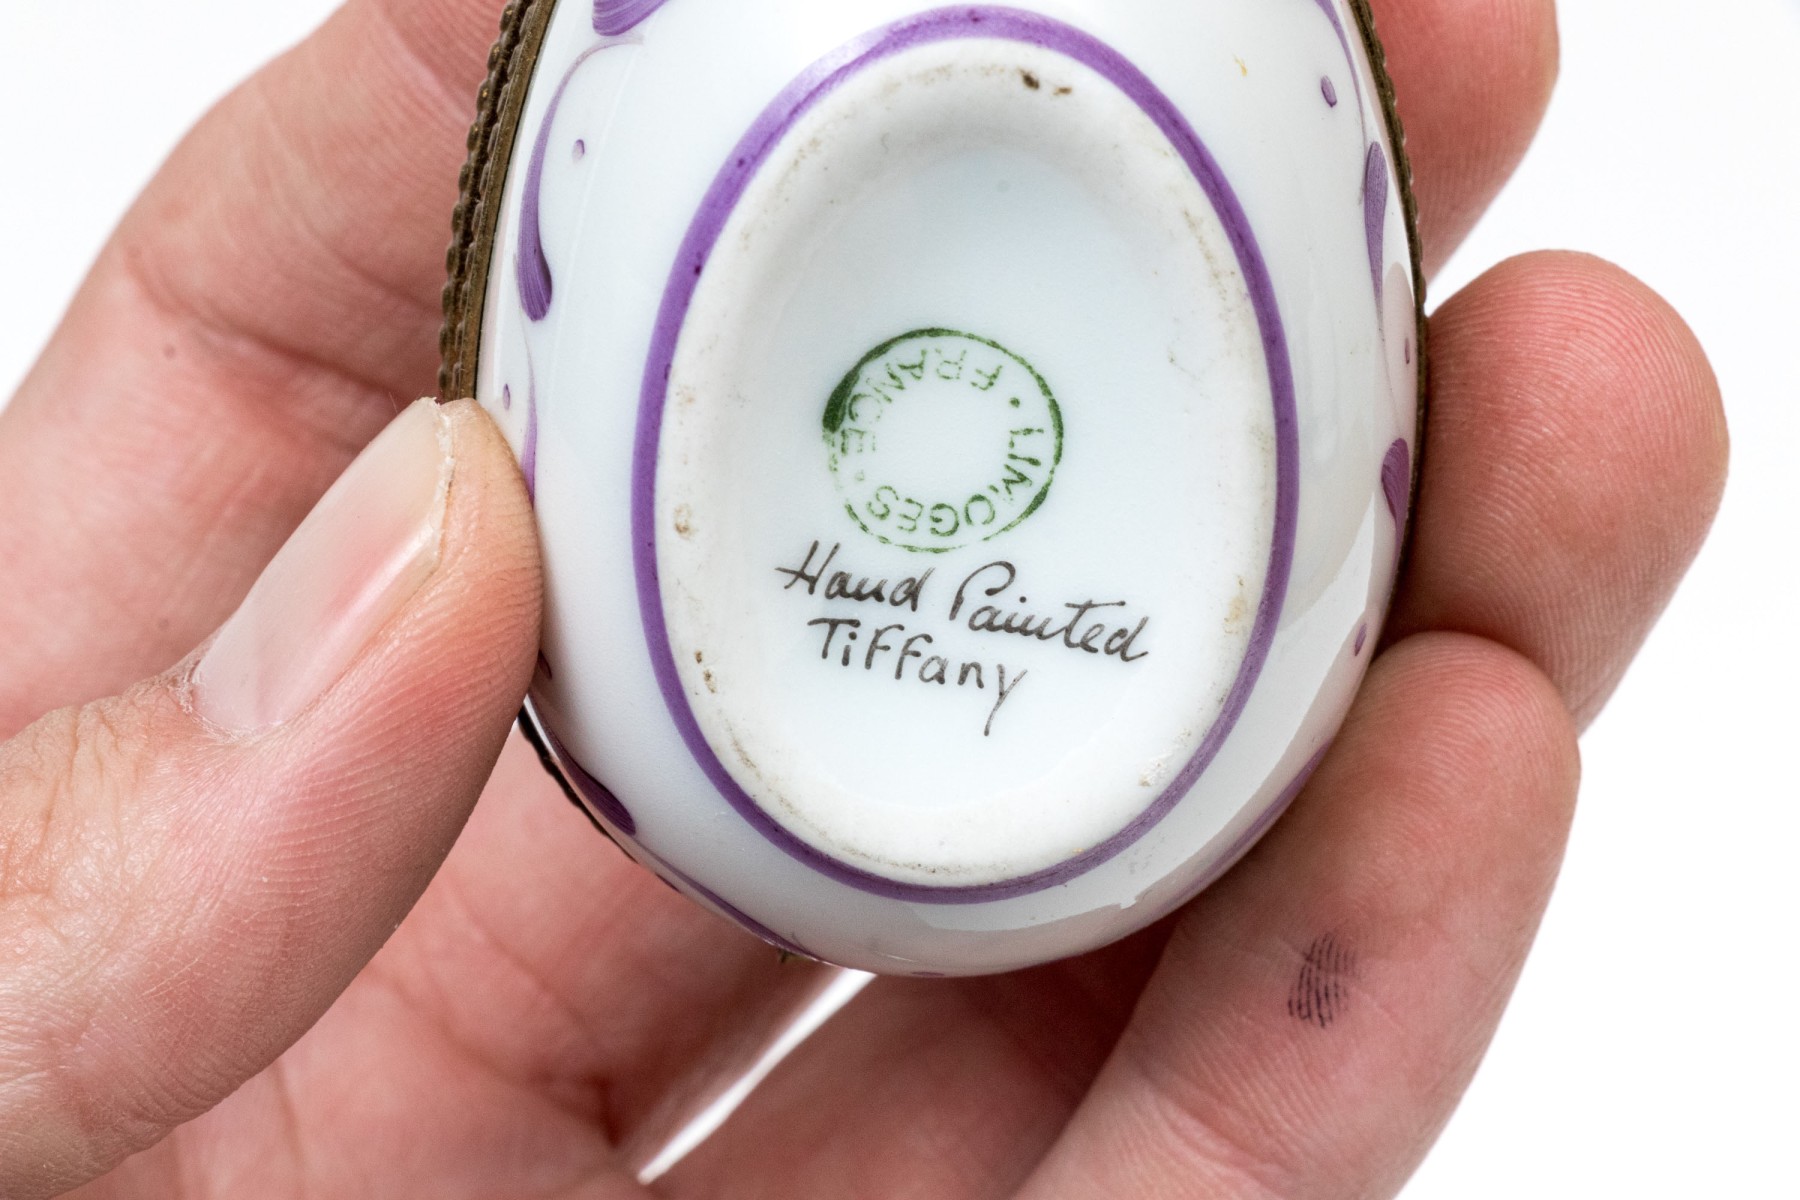 FRANCE · LIMOGES ·
Hand Painted
Tiffany